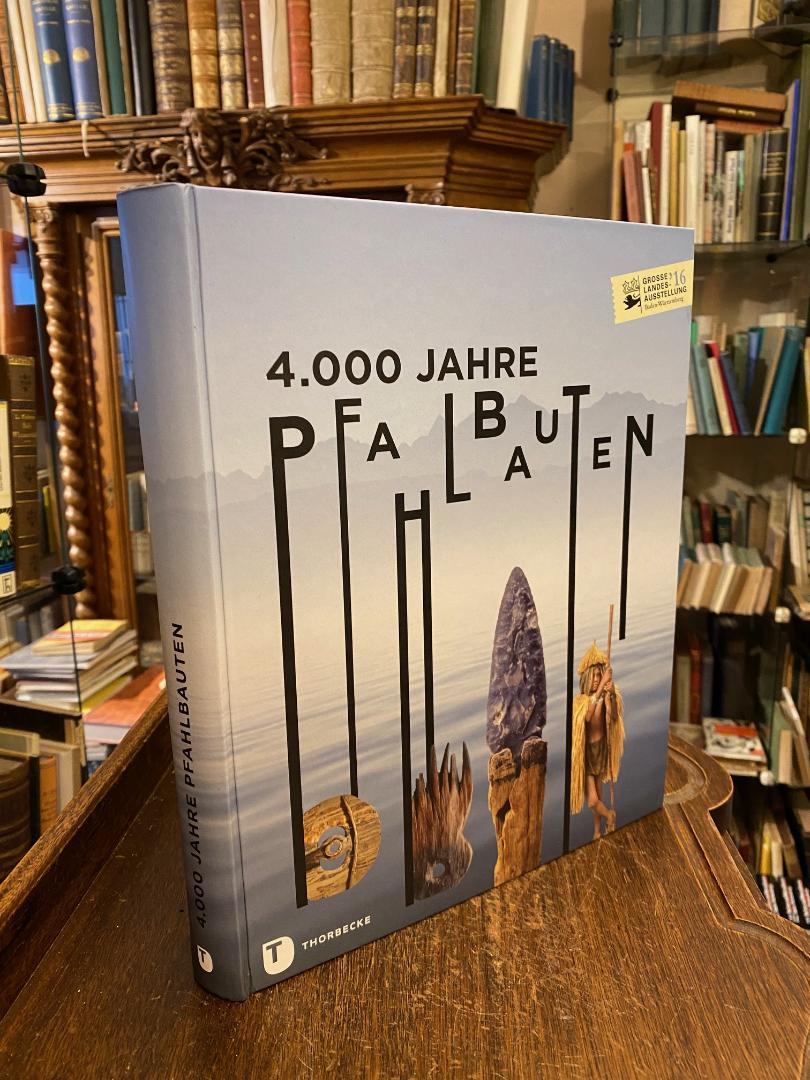 4.000 JAHRE
PFAHLBAUTEN
GROSSE '16
LANDES-
AUSSTELLUNG
Baden-Württemberg
4.000 JAHRE PFAHLBAUTEN
T
T THORBECKE